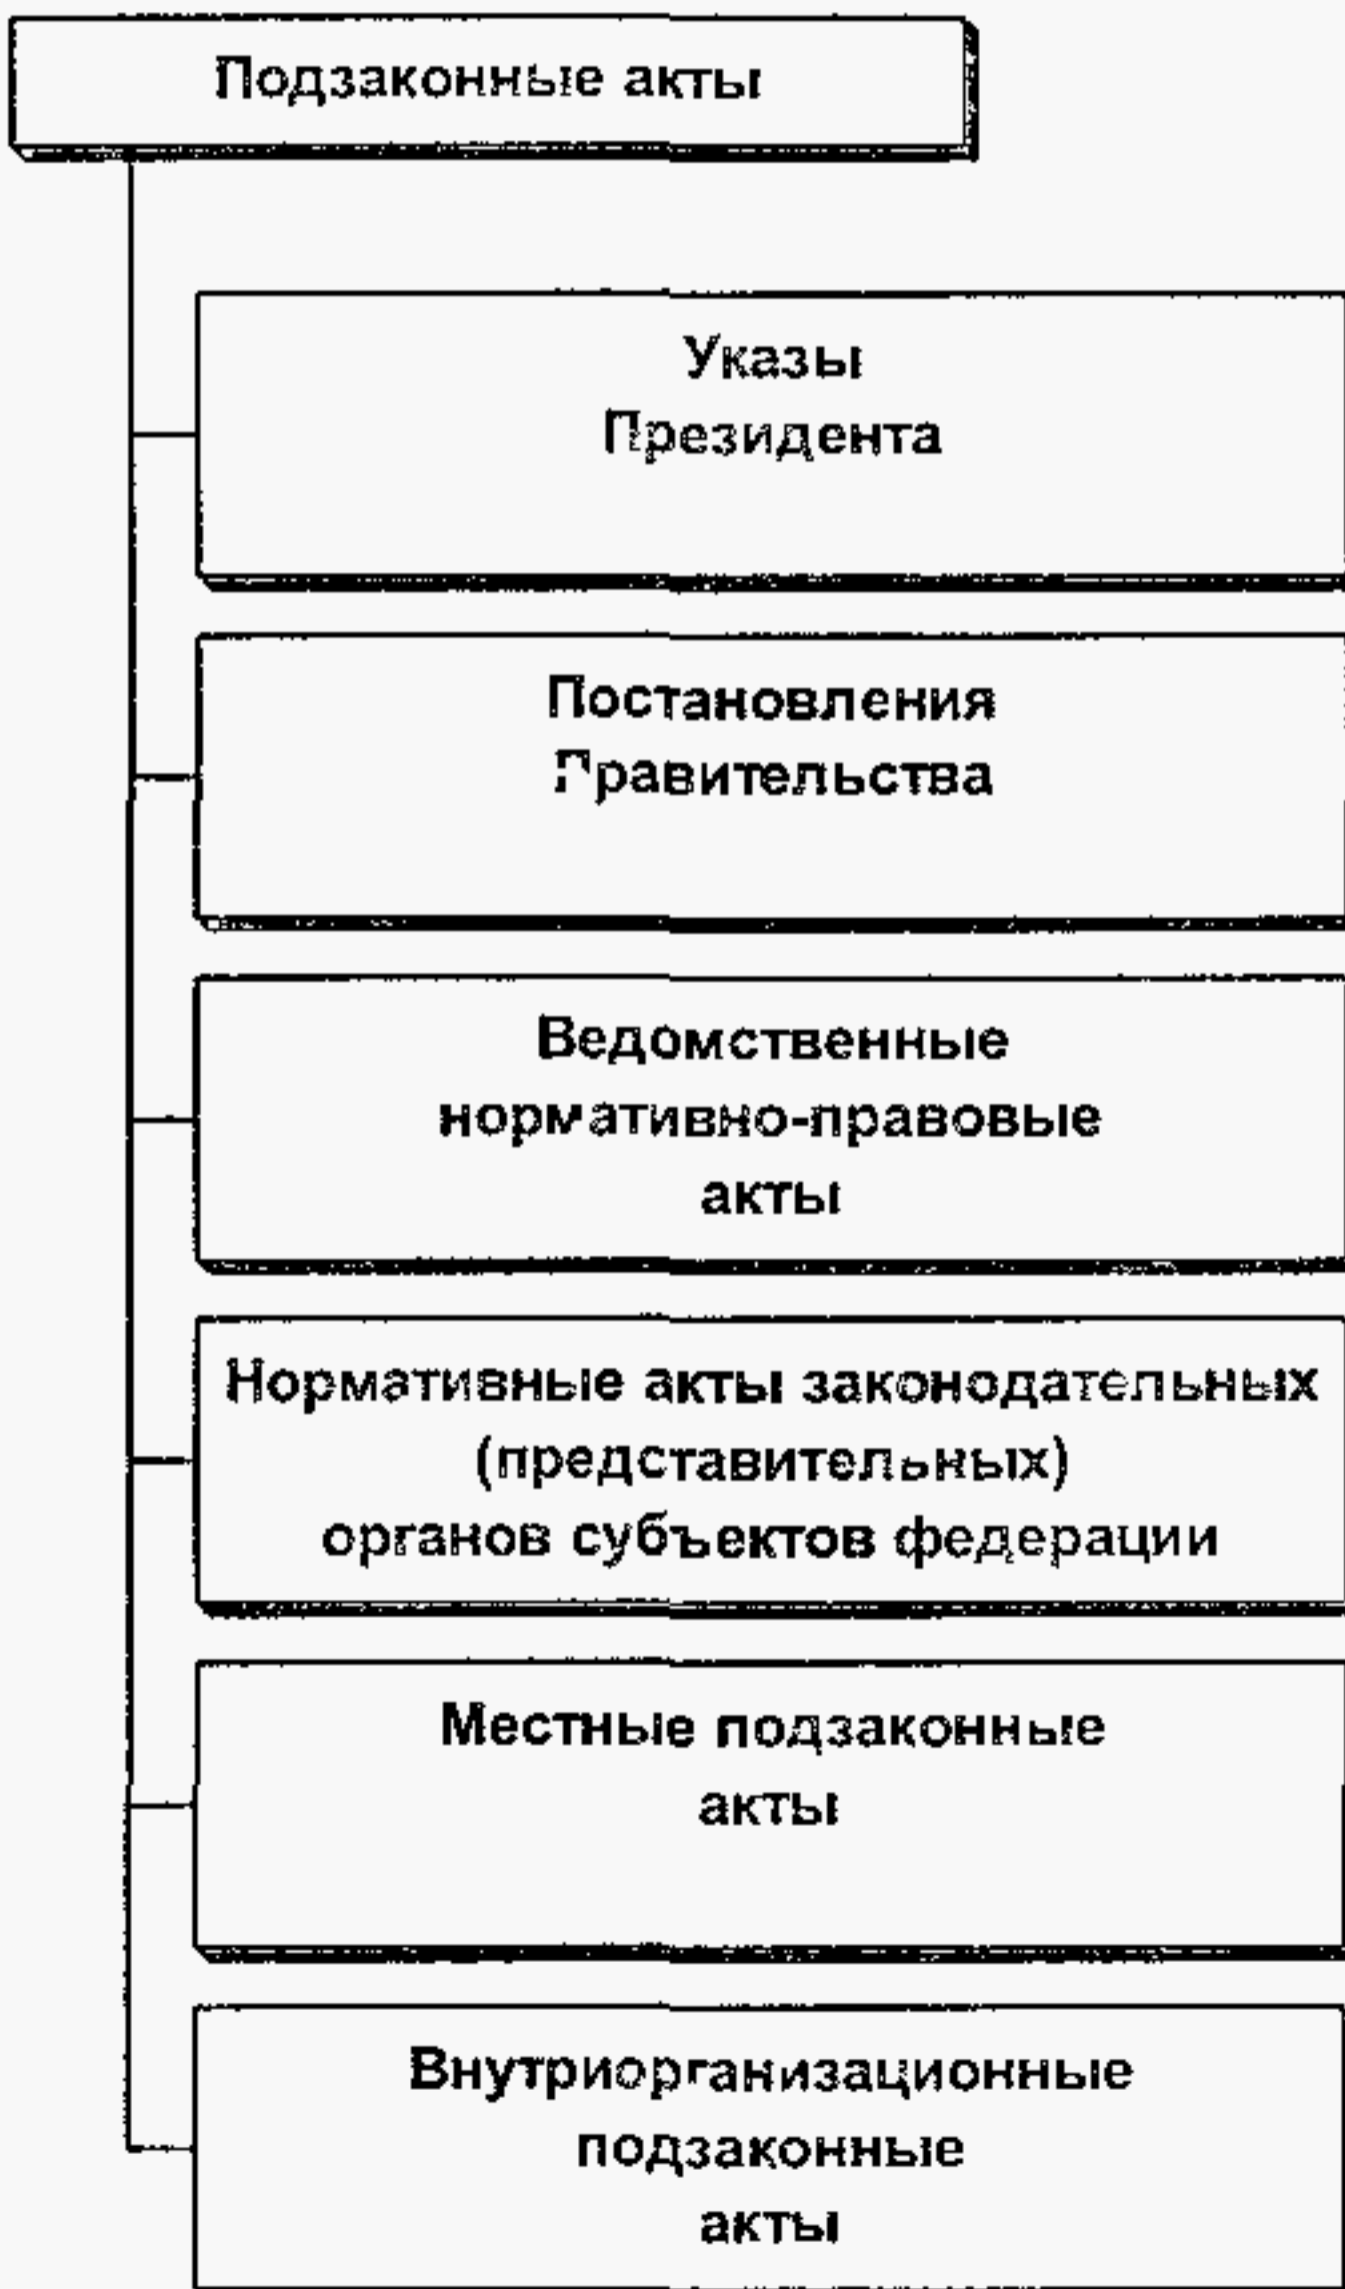 Подзаконные акты
Указы
Президента
Постановления
Правительства
Ведомственные
нормативно-правовые
акты
Нормативные акты законодательных
(представительных)
органов субъектов федерации
Местные подзаконные
акты
Внутриорганизационные
подзаконные
акты